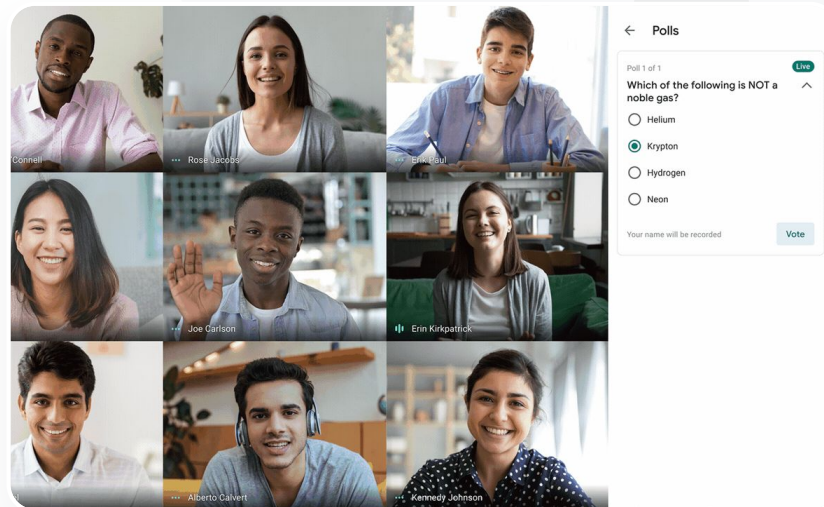 Polls
Poll 1 of 1
Live
Which of the following is NOT a
noble gas?
Helium
Krypton
Hydrogen
Neon
Your name will be recorded
Vote
Connell
Rose Jacobs
Erik Paul
Joe Carlson
Erin Kirkpatrick
Alberto Calvert
Kennedy Johnson